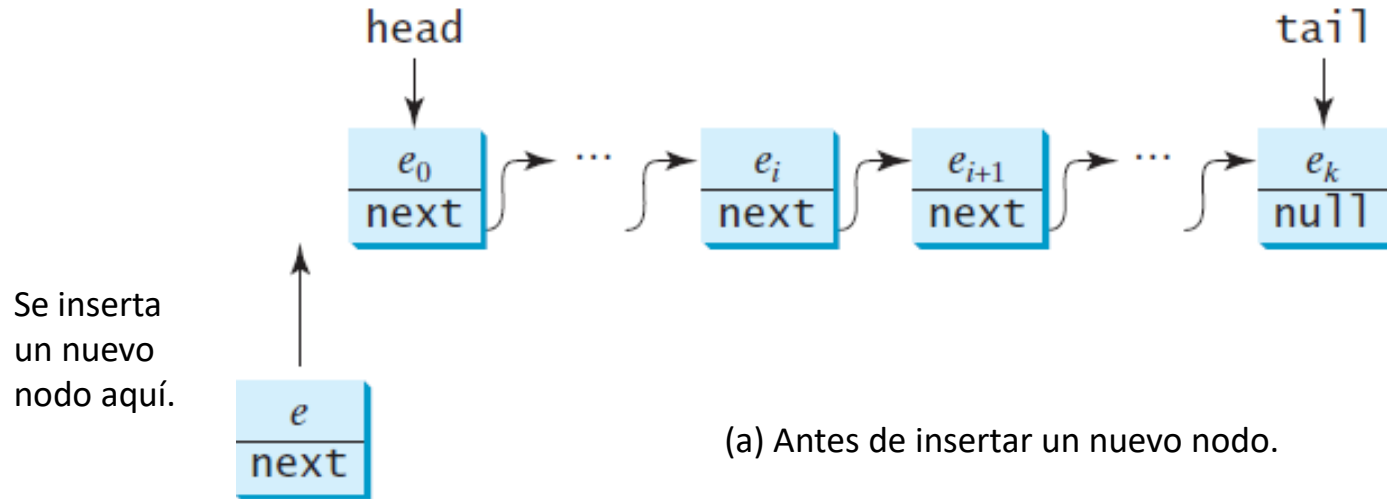 head tail
e0 ... ei ei+1 ... ek
next next next null
Se inserta
un nuevo
nodo aquí.
e
next
(a) Antes de insertar un nuevo nodo.